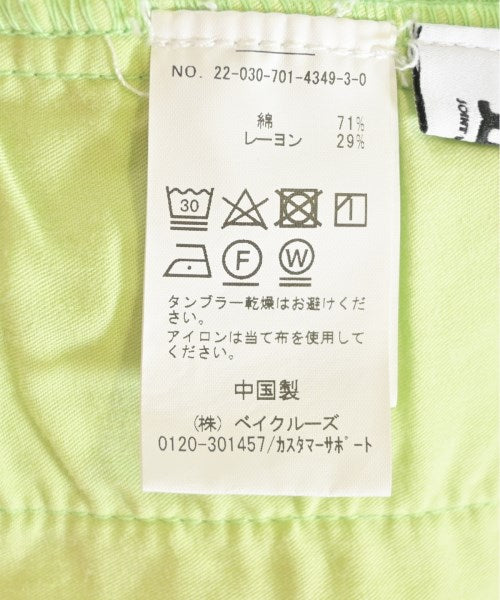 NO. 22-030-701-4349-3-0
綿 71%
レーヨン 29%
30
F
W
タンブラー乾燥はお避けくださ
い。
アイロンは当て布を使用して
ください。
中国製
(株) ベイクルーズ
0120-301457/ｶｽﾀﾏｰｻﾎﾟｰﾄ
JOINT